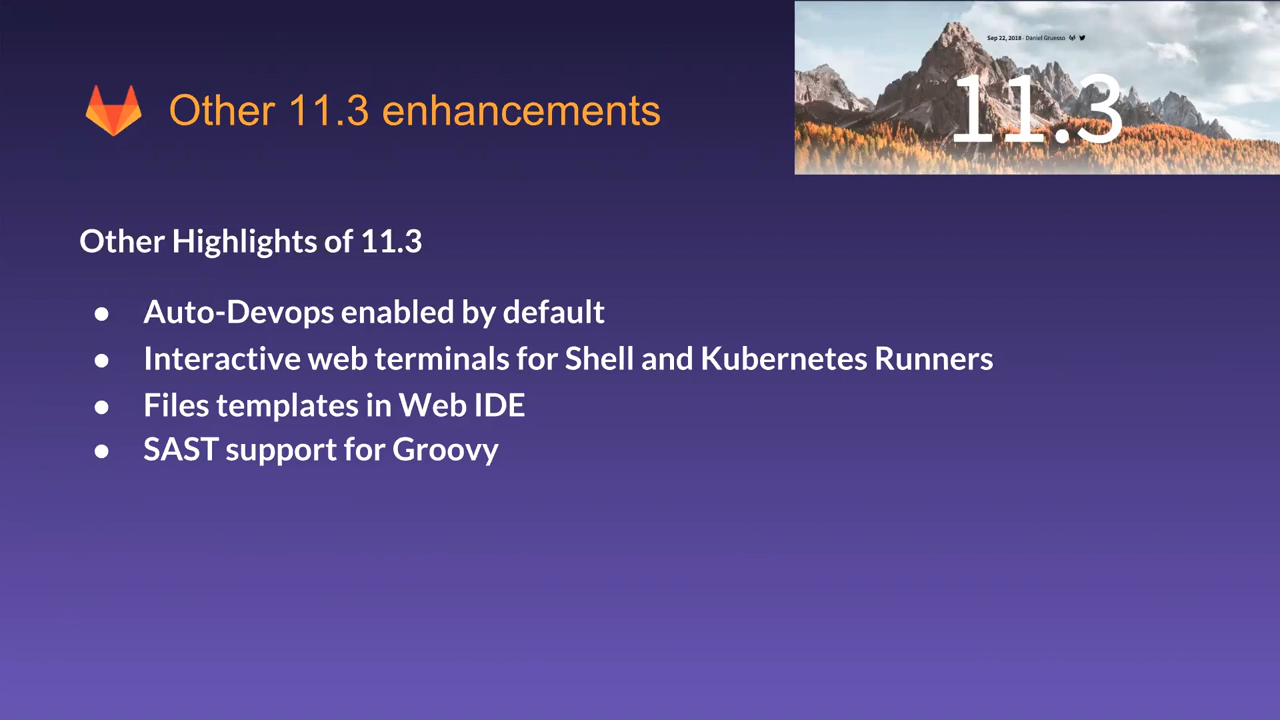 Sep 22, 2018 - Daniel Gruesso
11.3
Other 11.3 enhancements
Other Highlights of 11.3
● Auto-Devops enabled by default
● Interactive web terminals for Shell and Kubernetes Runners
● Files templates in Web IDE
● SAST support for Groovy